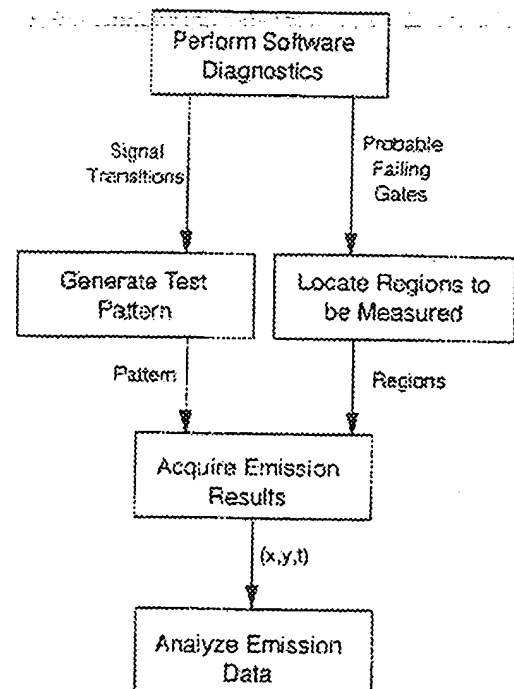 Perform Software
Diagnostics
Signal
Transitions
Probable
Failing
Gates
Generate Test
Pattern
Locate Regions to
be Measured
Pattern
Regions
Acquire Emission
Results
(x,y,t)
Analyze Emission
Data